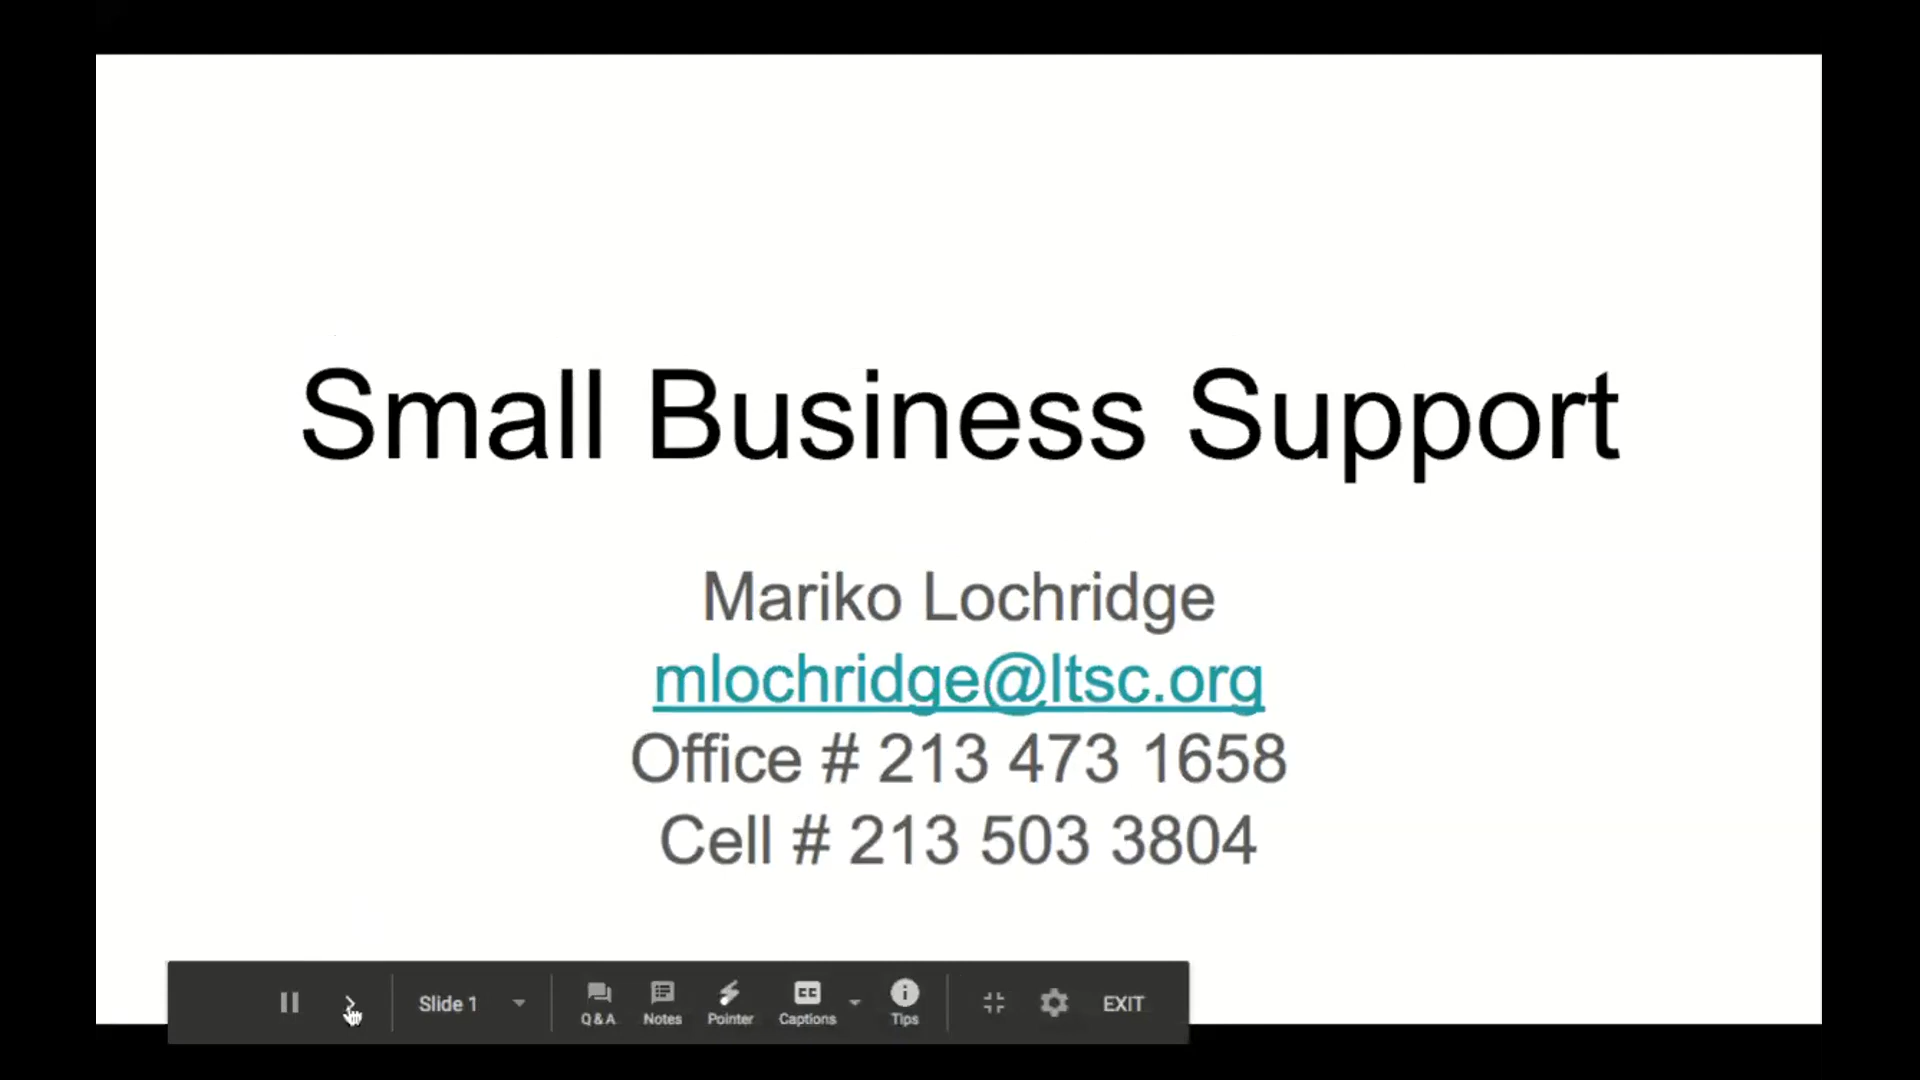 Small Business Support
Mariko Lochridge
mlochridge@ltsc.org
Office # 213 473 1658
Cell # 213 503 3804
Slide 1
Q & A
Notes
Pointer
CC
Captions
Tips
EXIT